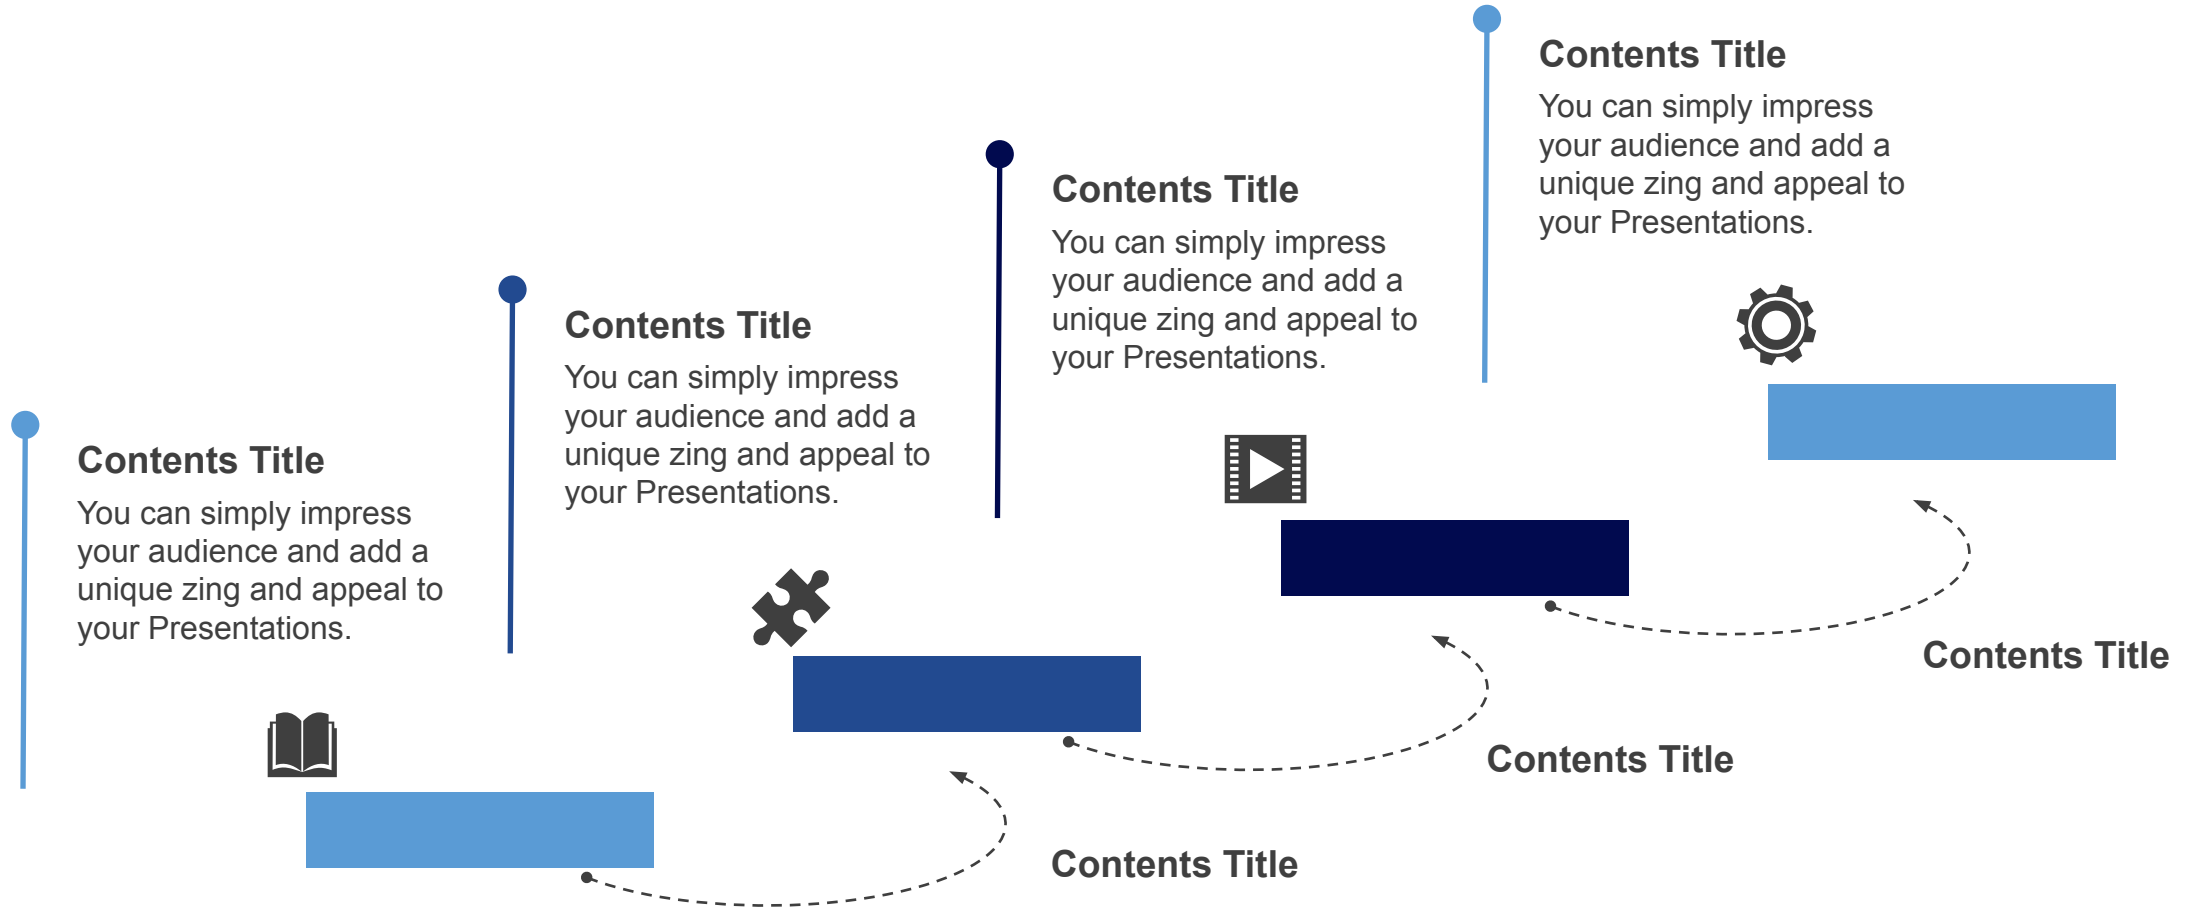 Contents Title
You can simply impress
your audience and add a
unique zing and appeal to
your Presentations.
Contents Title
You can simply impress
your audience and add a
unique zing and appeal to
your Presentations.
Contents Title
You can simply impress
your audience and add a
unique zing and appeal to
your Presentations.
Contents Title
You can simply impress
your audience and add a
unique zing and appeal to
your Presentations.
Contents Title
Contents Title
Contents Title